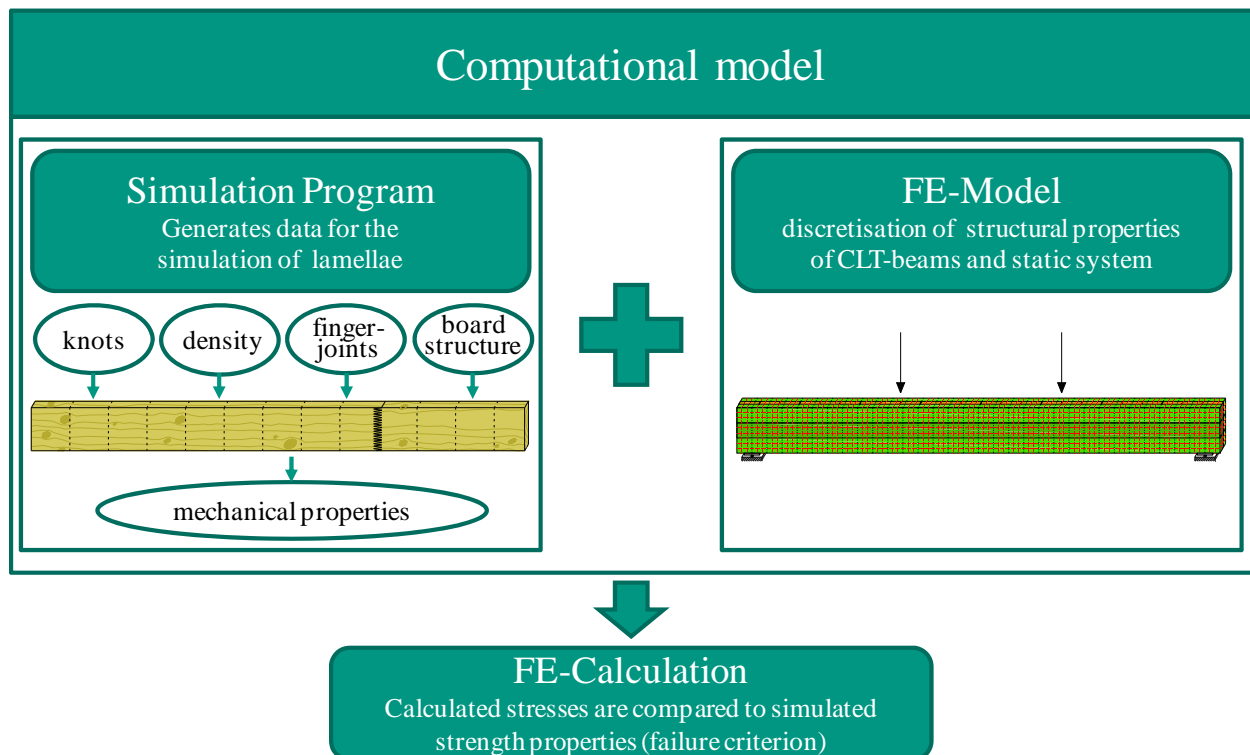 Computational model
Simulation Program
Generates data for the
simulation of lamellae
knots
density
finger-
joints
board
structure
mechanical properties
FE-Model
discretisation of structural properties
of CLT-beams and static system
FE-Calculation
Calculated stresses are compared to simulated
strength properties (failure criterion)